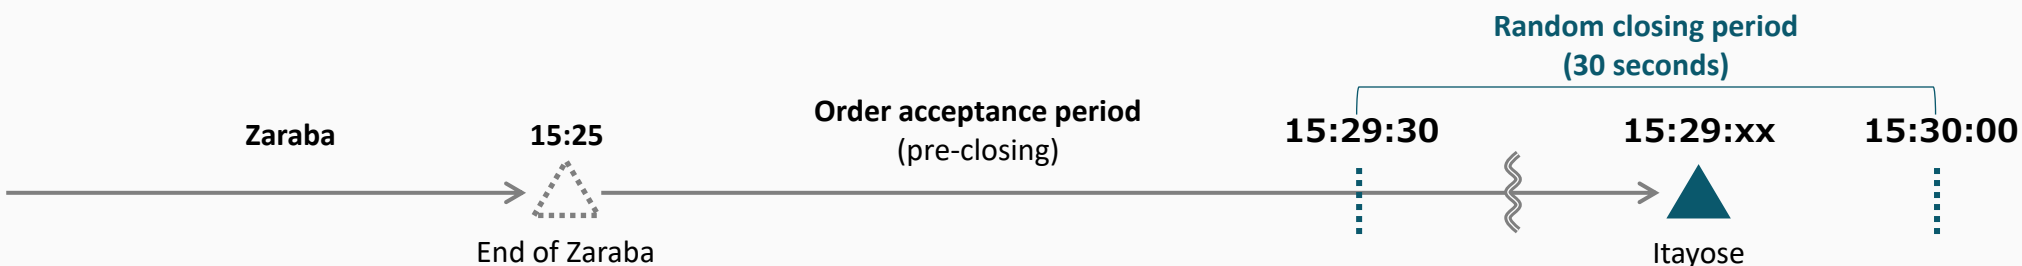 Random closing period
(30 seconds)
Zaraba
15:25
Order acceptance period
(pre-closing)
15:29:30
15:29:xx
15:30:00
End of Zaraba
Itayose